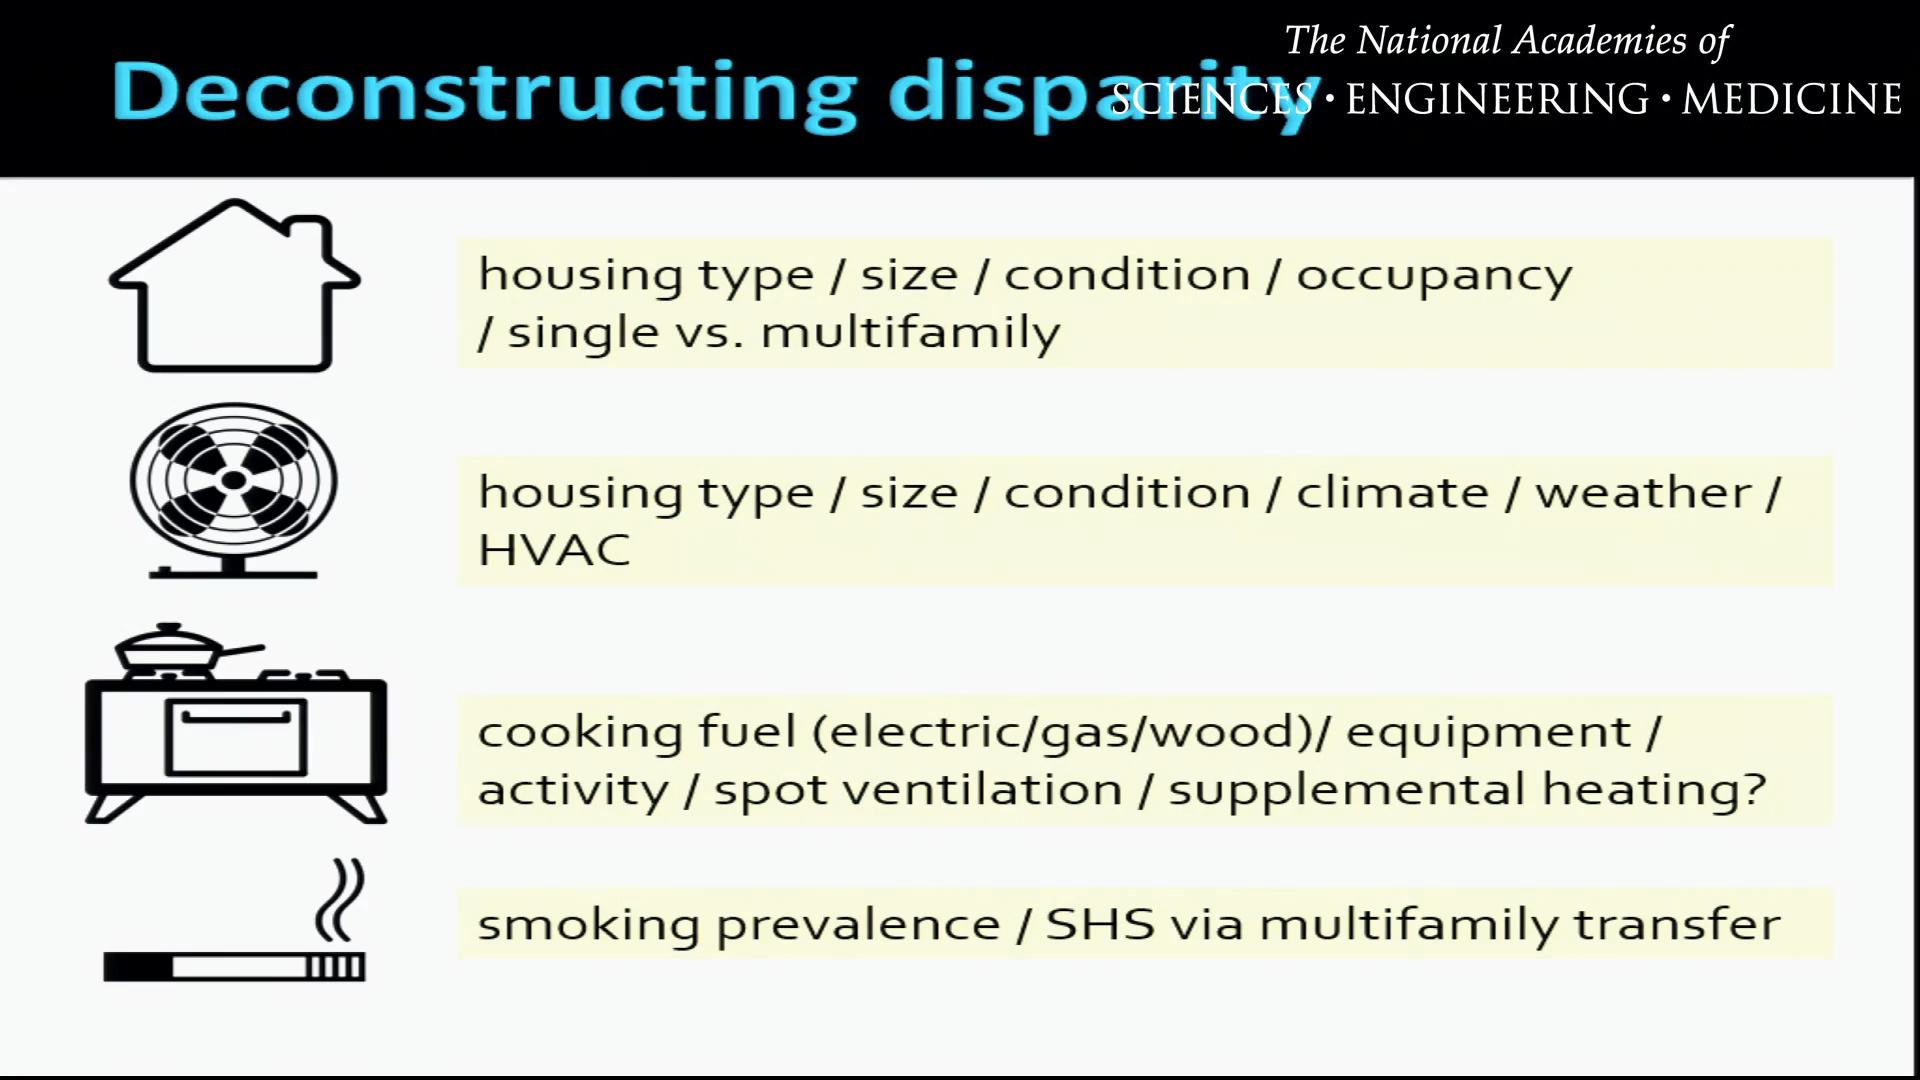 Deconstructing disparity
The National Academies of
SCIENCES • ENGINEERING • MEDICINE
housing type / size / condition / occupancy
/ single vs. multifamily
housing type / size / condition / climate / weather /
HVAC
cooking fuel (electric/gas/wood)/ equipment /
activity / spot ventilation / supplemental heating?
smoking prevalence / SHS via multifamily transfer